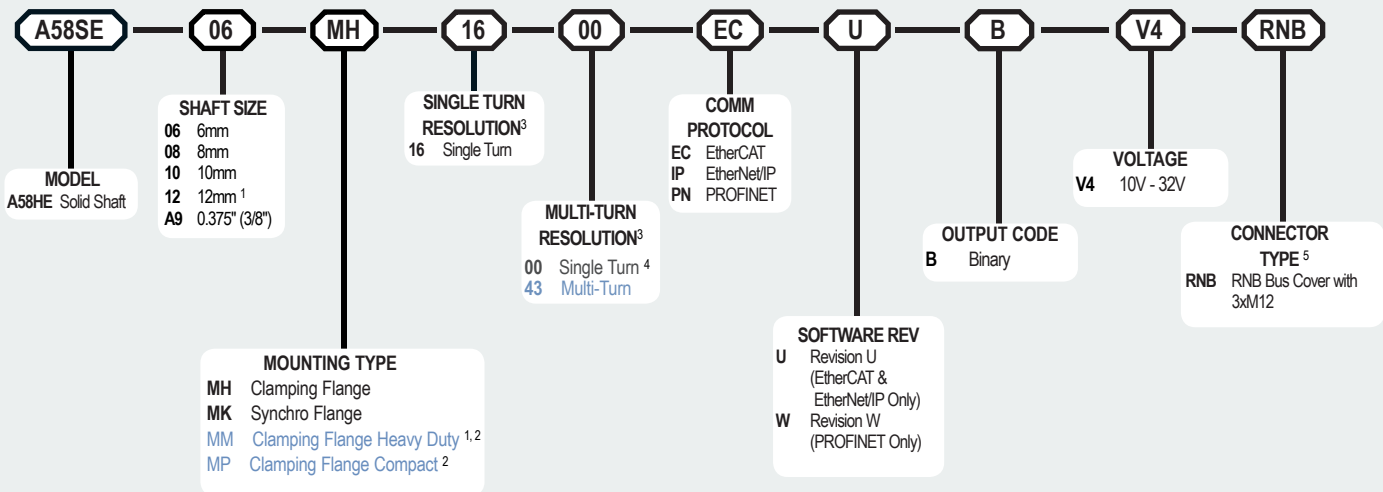 A58SE 06 MH 16 00 EC U B V4 RNB
MODEL
A58HE Solid Shaft
SHAFT SIZE
06 6mm
08 8mm
10 10mm
12 12mm 1
A9 0.375" (3/8")
MOUNTING TYPE
MH Clamping Flange
MK Synchro Flange
MM Clamping Flange Heavy Duty 1, 2
MP Clamping Flange Compact 2
SINGLE TURN
RESOLUTION3
16 Single Turn
MULTI-TURN
RESOLUTION3
00 Single Turn 4
43 Multi-Turn
COMM
PROTOCOL
EC EtherCAT
IP EtherNet/IP
PN PROFINET
SOFTWARE REV
U Revision U
(EtherCAT &
EtherNet/IP Only)
W Revision W
(PROFINET Only)
OUTPUT CODE
B Binary
VOLTAGE
V4 10V - 32V
CONNECTOR
TYPE 5
RNB RNB Bus Cover with
3xM12